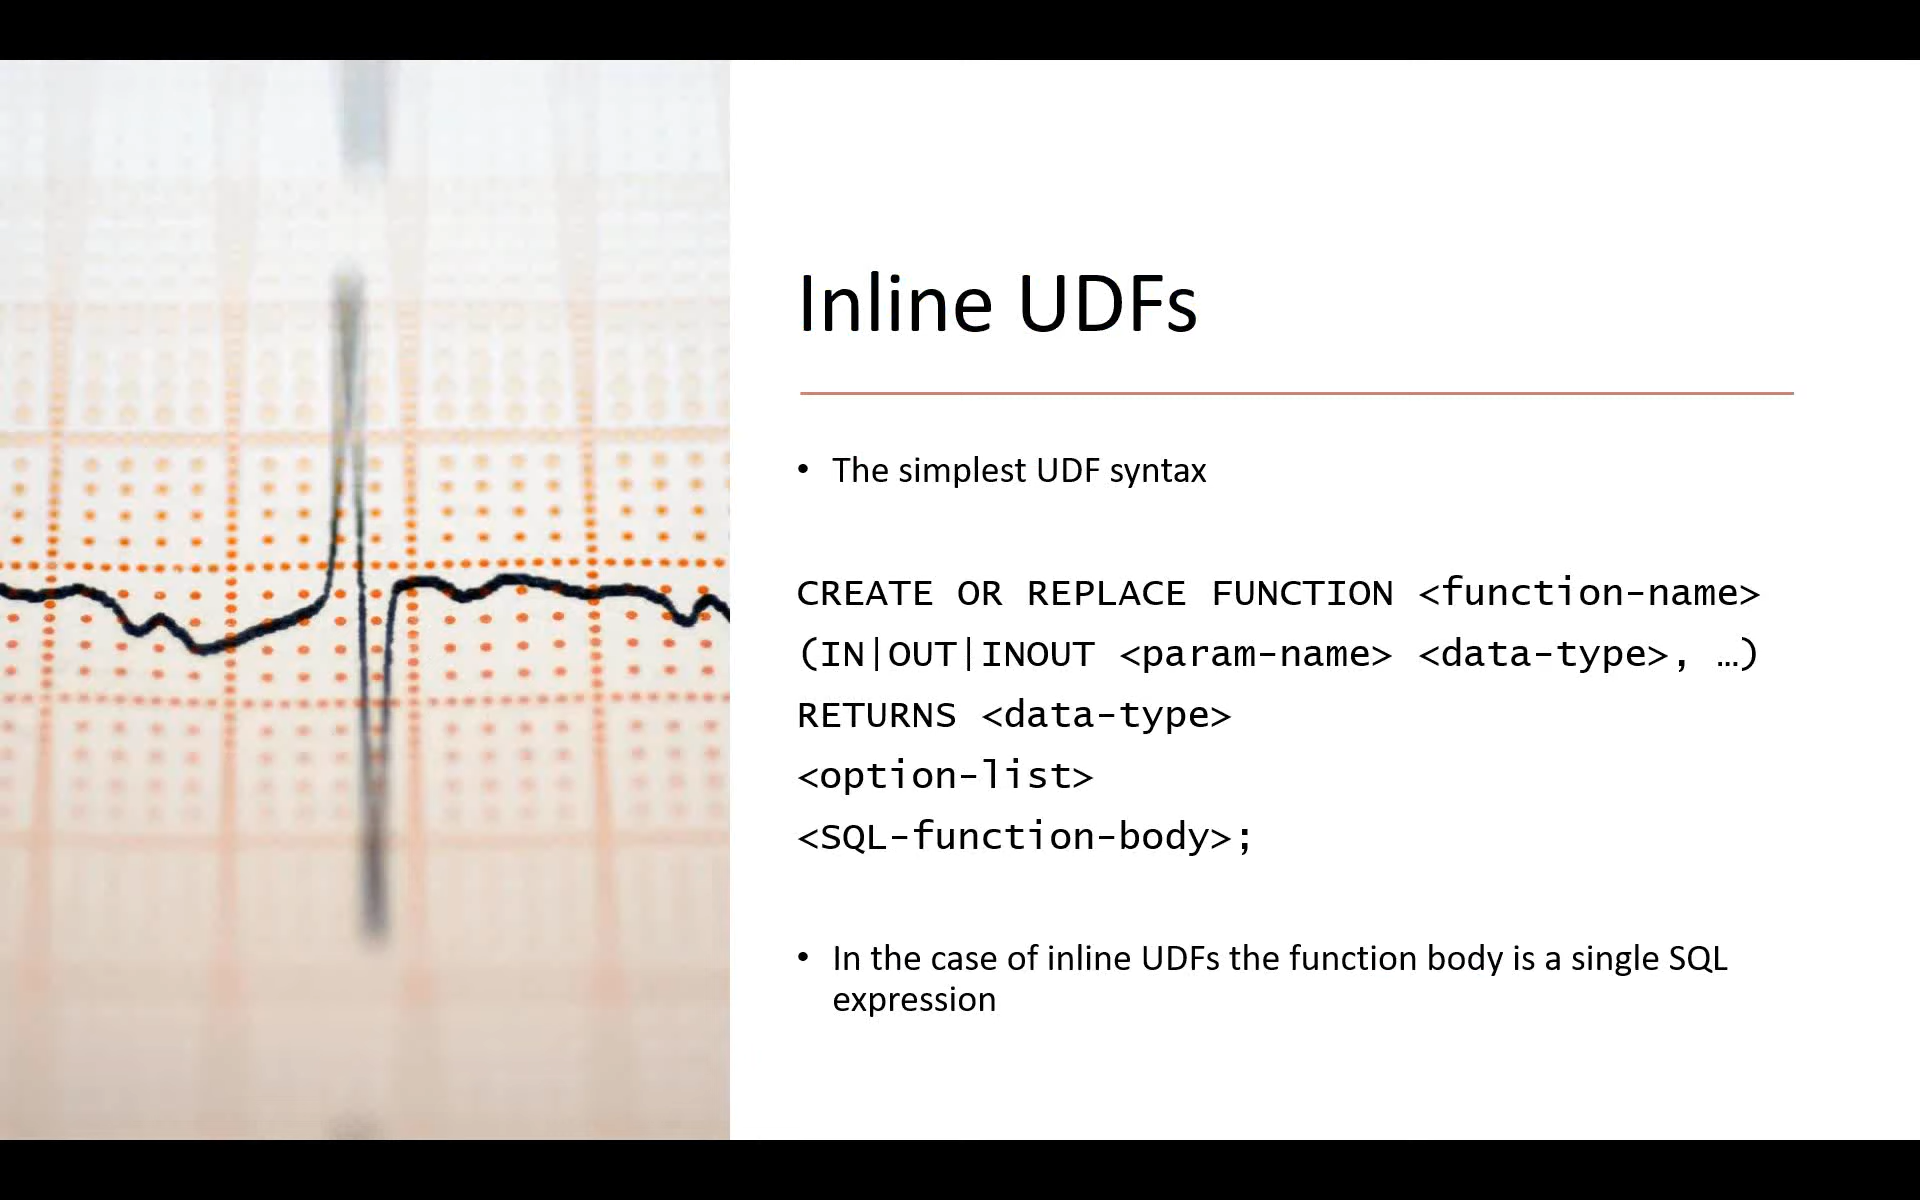 Inline UDFs
• The simplest UDF syntax
CREATE OR REPLACE FUNCTION <function-name>
(IN|OUT|INOUT <param-name> <data-type>, …)
RETURNS <data-type>
<option-list>
<SQL-function-body>;
• In the case of inline UDFs the function body is a single SQL
expression